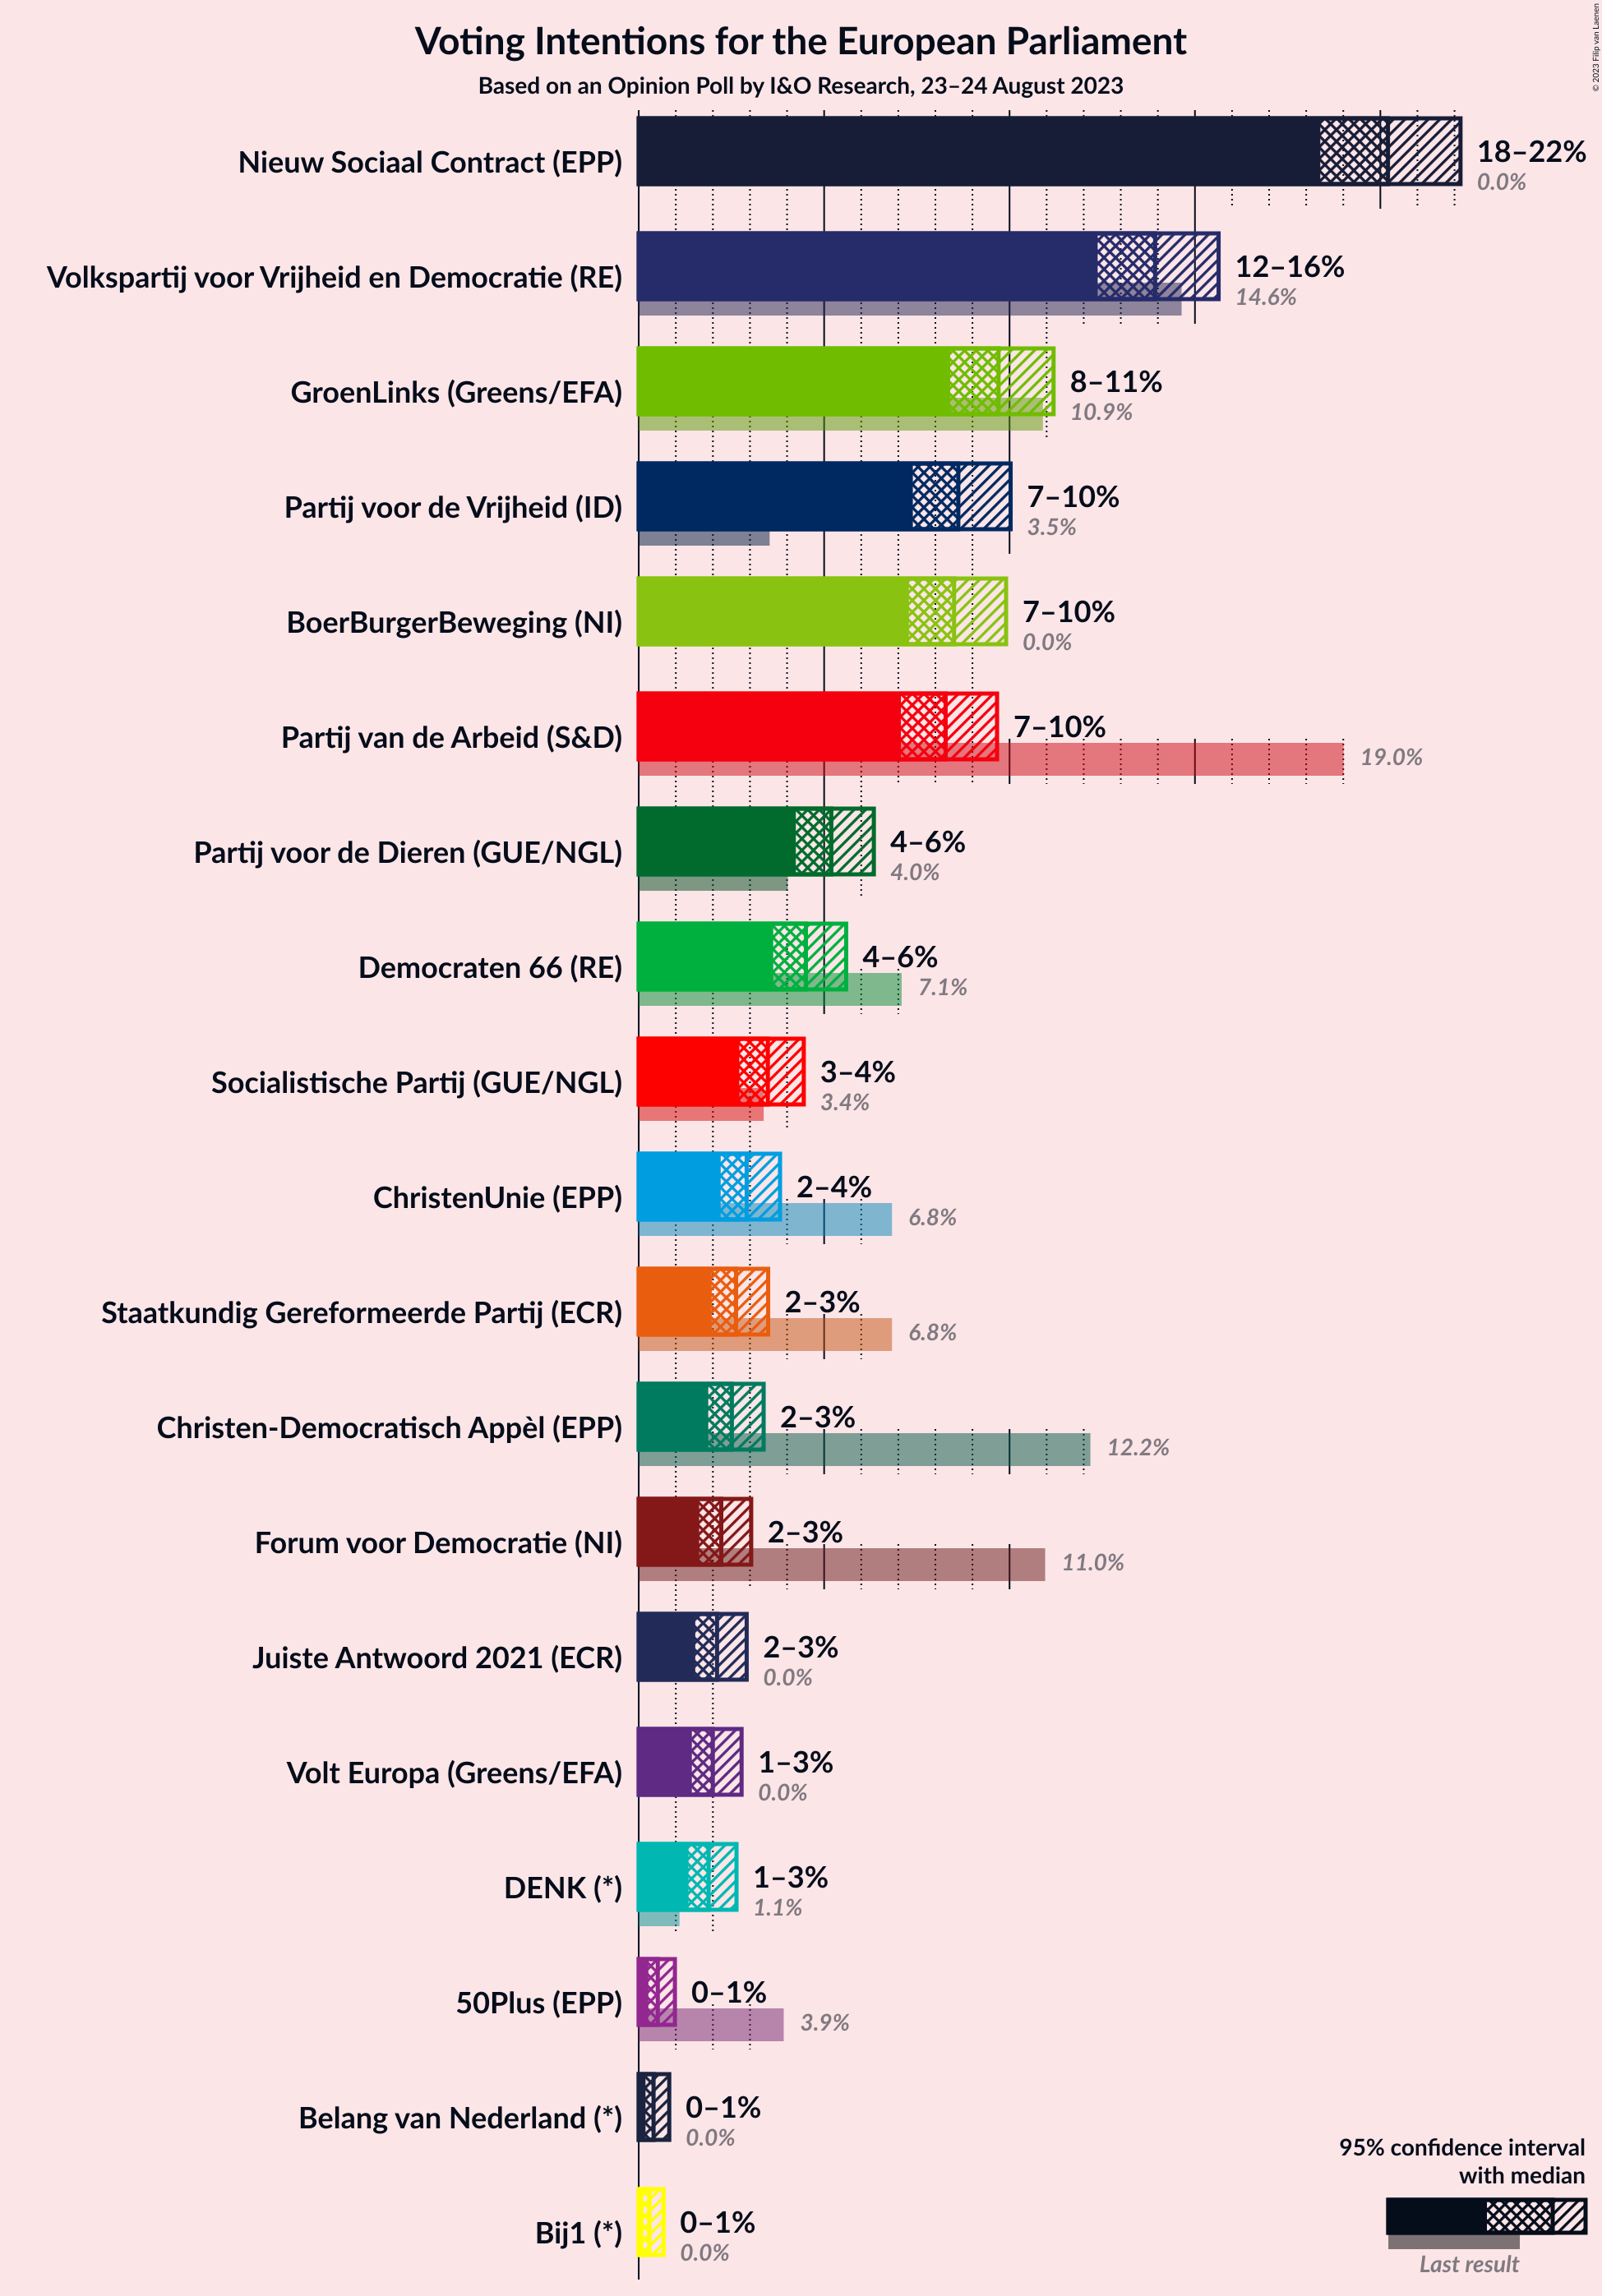 © 2023 Filip van Laenen
Voting Intentions for the European Parliament
Based on an Opinion Poll by I&O Research, 23–24 August 2023
Nieuw Sociaal Contract (EPP)
18–22%
0.0%
Volkspartij voor Vrijheid en Democratie (RE)
12–16%
14.6%
GroenLinks (Greens/EFA)
8–11%
10.9%
Partij voor de Vrijheid (ID)
7–10%
3.5%
BoerBurgerBeweging (NI)
7–10%
0.0%
Partij van de Arbeid (S&D)
7–10%
19.0%
Partij voor de Dieren (GUE/NGL)
4–6%
4.0%
Democraten 66 (RE)
4–6%
7.1%
Socialistische Partij (GUE/NGL)
3–4%
3.4%
ChristenUnie (EPP)
2–4%
6.8%
Staatkundig Gereformeerde Partij (ECR)
2–3%
6.8%
Christen-Democratisch Appèl (EPP)
2–3%
12.2%
Forum voor Democratie (NI)
2–3%
11.0%
Juiste Antwoord 2021 (ECR)
2–3%
0.0%
Volt Europa (Greens/EFA)
1–3%
0.0%
DENK (*)
1–3%
1.1%
50Plus (EPP)
0–1%
3.9%
Belang van Nederland (*)
0–1%
0.0%
Bij1 (*)
0–1%
0.0%
95% confidence interval
with median
Last result